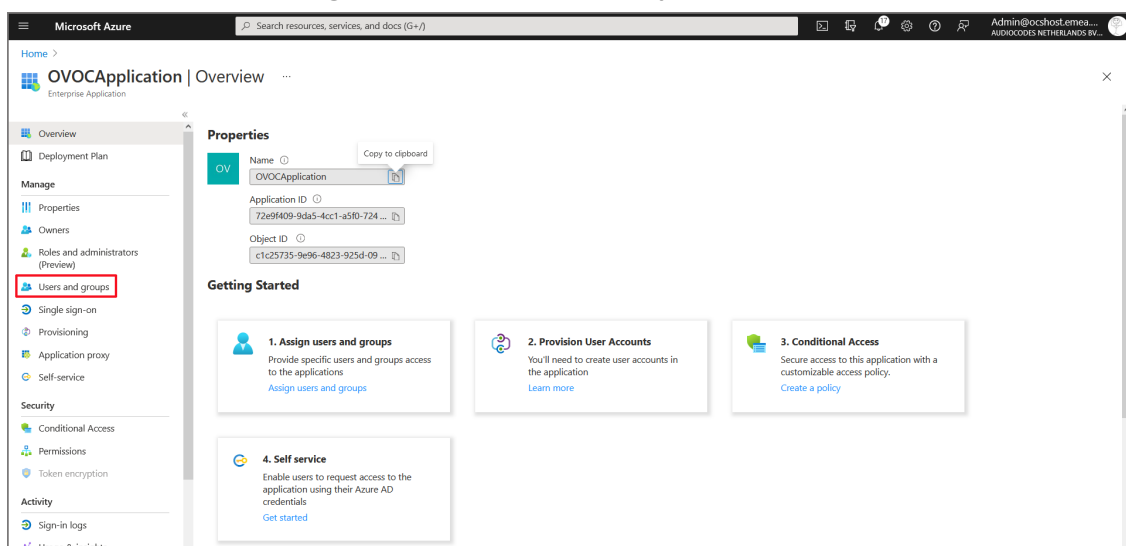 Microsoft Azure
Search resources, services, and docs (G+/)
17
Admin@ocshost.emea....
AUDIOCODES NETHERLANDS BV...
Home >
OVOCApplication | Overview ...
Enterprise Application
«
Overview
Deployment Plan
Manage
Properties
Owners
Roles and administrators
(Preview)
Users and groups
Single sign-on
Provisioning
Application proxy
Self-service
Security
Conditional Access
Permissions
Token encryption
Activity
Sign-in logs
Properties
Copy to clipboard
OV
Name
OVOCApplication
Application ID
72e9f409-9da5-4cc1-a5f0-724 ...
Object ID
c1c25735-9e96-4823-925d-09 ...
Getting Started
1. Assign users and groups
Provide specific users and groups access
to the applications
Assign users and groups
2. Provision User Accounts
You'll need to create user accounts in
the application
Learn more
3. Conditional Access
Secure access to this application with a
customizable access policy.
Create a policy
4. Self service
Enable users to request access to the
application using their Azure AD
credentials
Get started